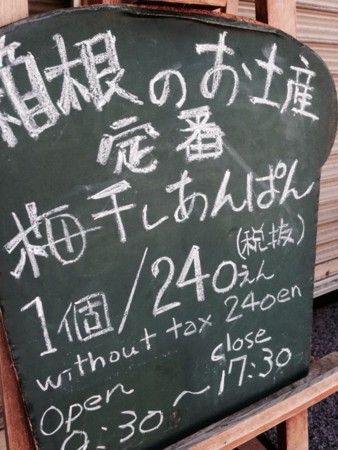 箱根のお土産
定番
梅干しあんぱん
(税抜)
1個/240えん
without tax 240en
open close
9:30〜17:30